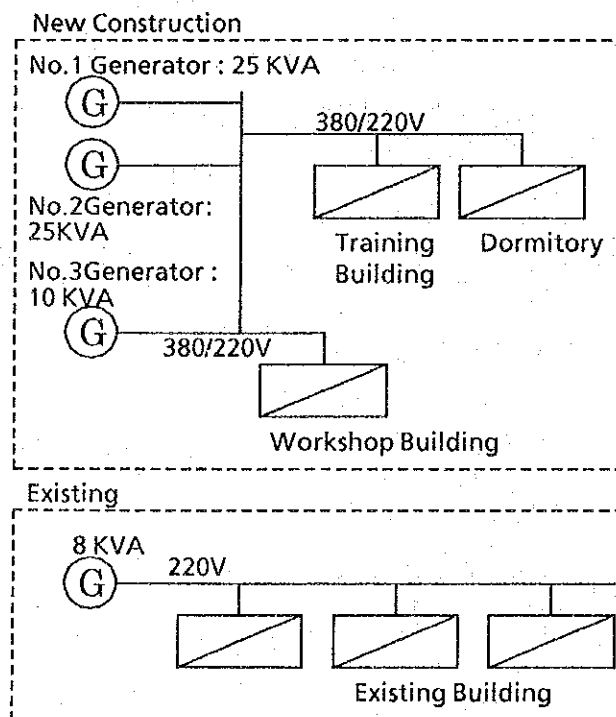 New Construction
No.1 Generator : 25 KVA
G
380/220V
G
No.2Generator:
25KVA
Training
Building
Dormitory
No.3Generator :
10 KVA
G
380/220V
Workshop Building
Existing
8 KVA
G
220V
Existing Building